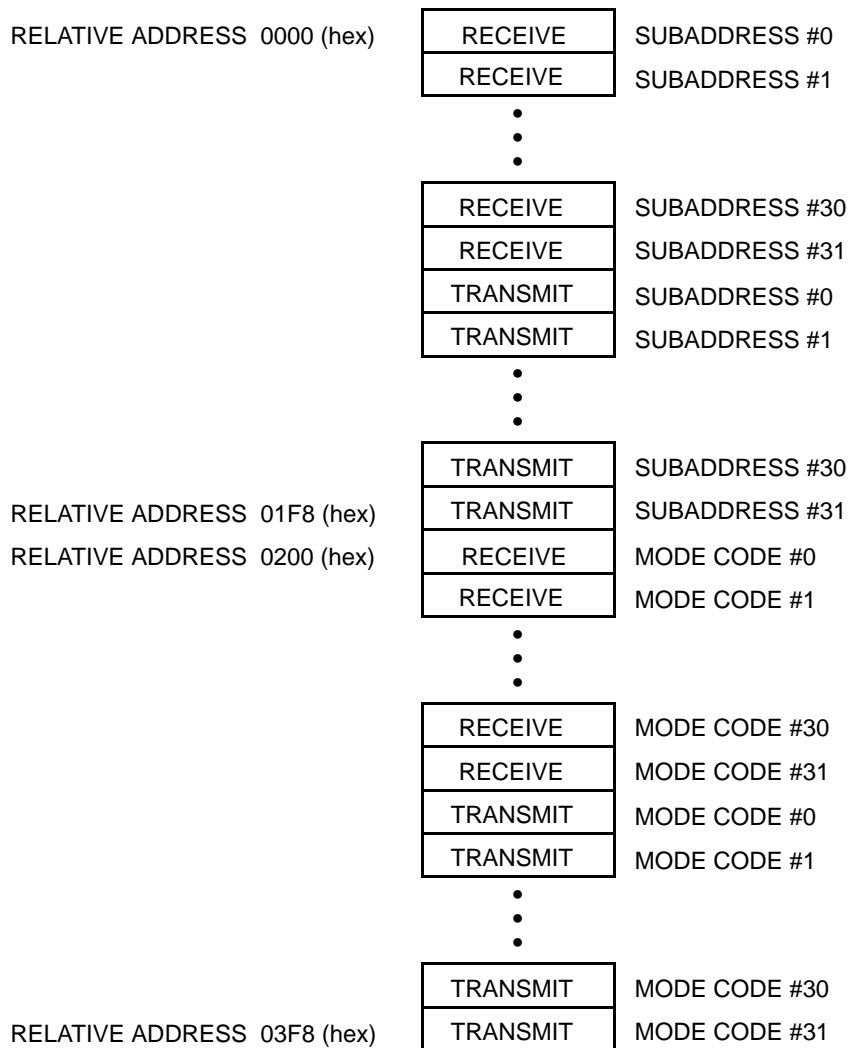 RELATIVE ADDRESS 0000 (hex) RECEIVE SUBADDRESS #0
RECEIVE SUBADDRESS #1
RECEIVE SUBADDRESS #30
RECEIVE SUBADDRESS #31
TRANSMIT SUBADDRESS #0
TRANSMIT SUBADDRESS #1
TRANSMIT SUBADDRESS #30
RELATIVE ADDRESS 01F8 (hex) TRANSMIT SUBADDRESS #31
RELATIVE ADDRESS 0200 (hex) RECEIVE MODE CODE #0
RECEIVE MODE CODE #1
RECEIVE MODE CODE #30
RECEIVE MODE CODE #31
TRANSMIT MODE CODE #0
TRANSMIT MODE CODE #1
TRANSMIT MODE CODE #30
RELATIVE ADDRESS 03F8 (hex) TRANSMIT MODE CODE #31